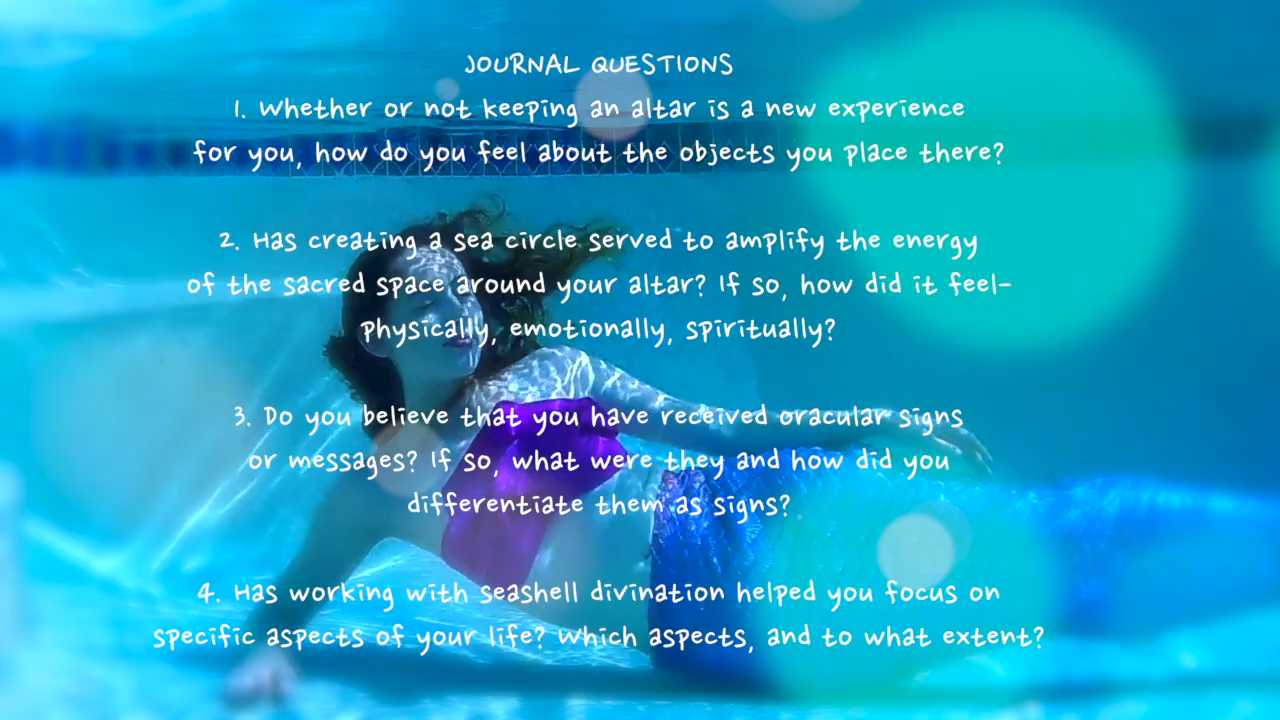 JOURNAL QUESTIONS
1. Whether or not keeping an altar is a new experience
for you, how do you feel about the objects you place there?
2. Has creating a sea circle served to amplify the energy
of the sacred space around your altar? If so, how did it feel-
physically, emotionally, spiritually?
3. Do you believe that you have received oracular signs
or messages? If so, what were they and how did you
differentiate them as signs?
4. Has working with seashell divination helped you focus on
specific aspects of your life? Which aspects, and to what extent?